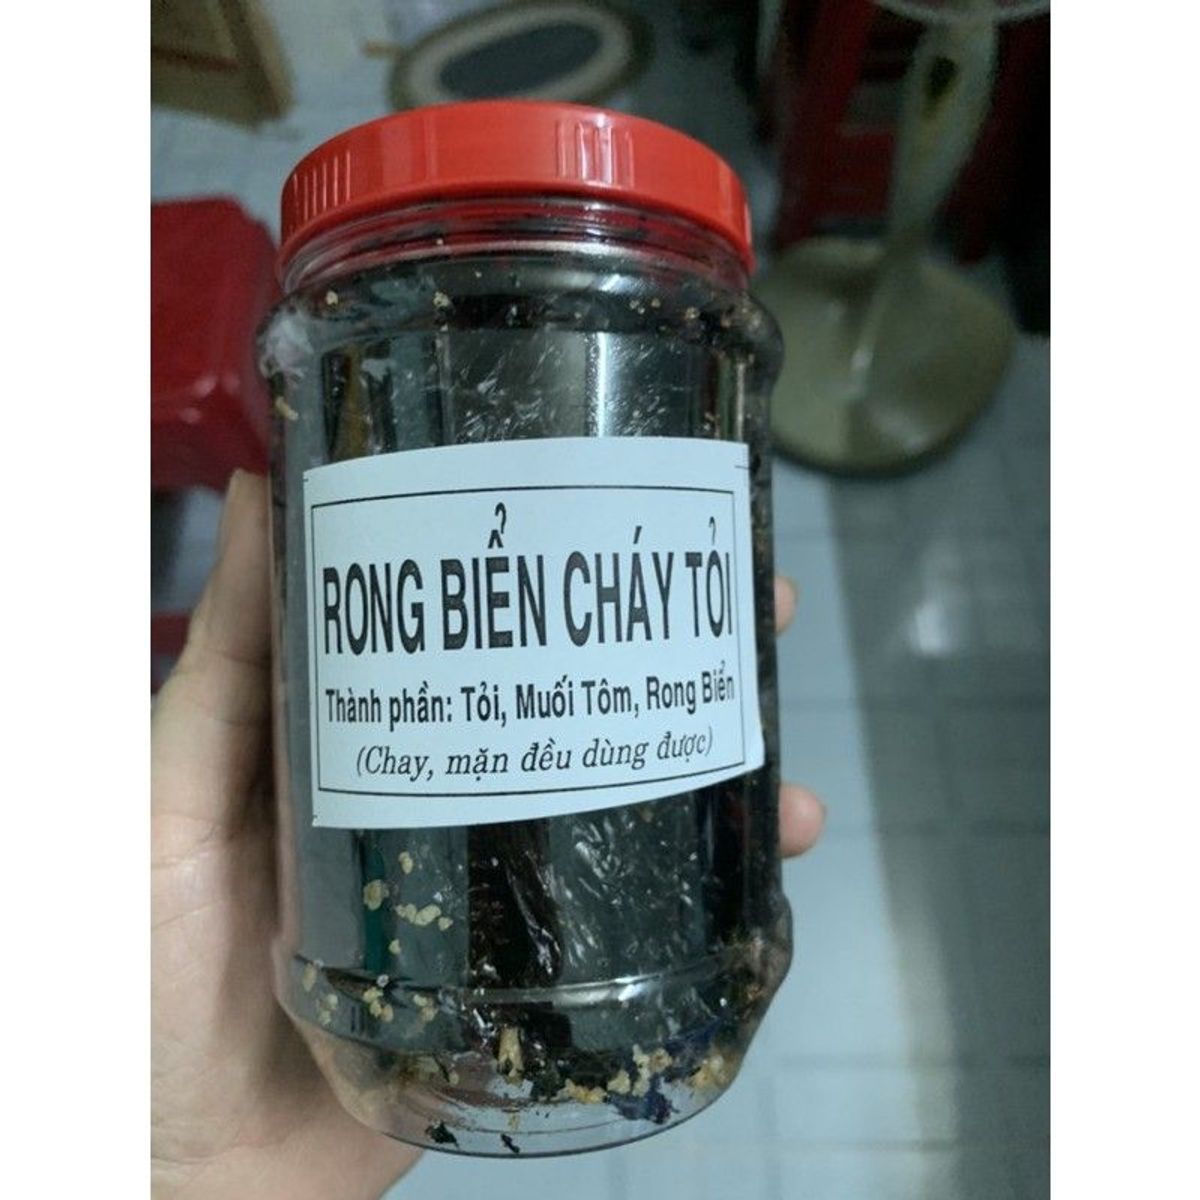 RONG BIỂN CHÁY TỎI
Thành phần: Tỏi, Muối Tôm, Rong Biển
(Chay, mặn đều dùng được)